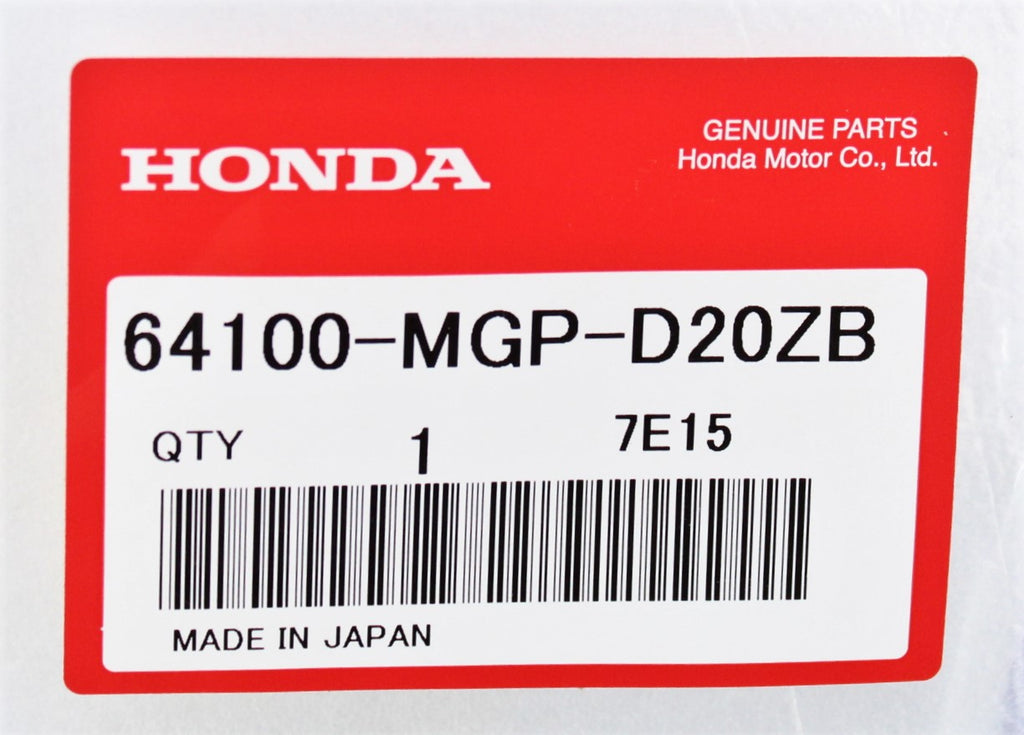 HONDA
GENUINE PARTS
Honda Motor Co., Ltd.
64100-MGP-D20ZB
QTY 1 7E15
MADE IN JAPAN